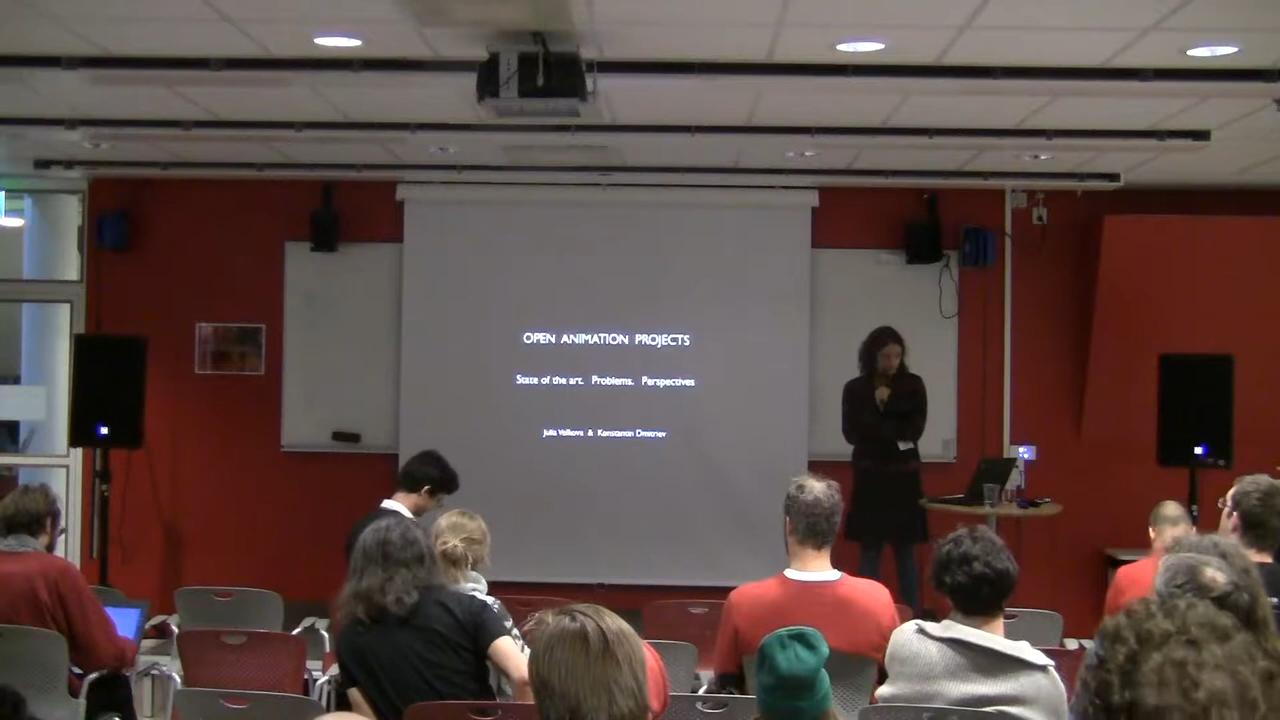 OPEN ANIMATION PROJECTS
State of the art. Problems. Perspectives
Julia Velkova & Konstantin Dmitriev